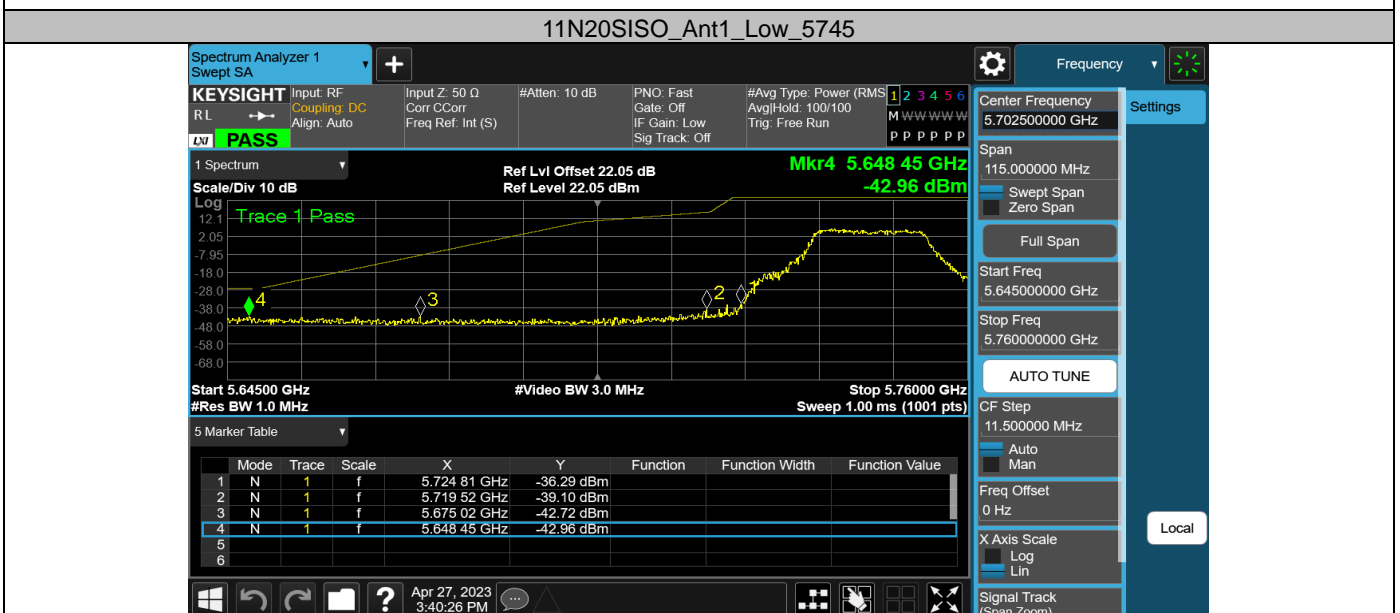 11N20SISO_Ant1_Low_5745
Spectrum Analyzer 1
Swept SA
Frequency
KEYSIGHT
RL
LXI
PASS
Input: RF
Coupling: DC
Align: Auto
Input Z: 50 Ω
Corr CCorr
Freq Ref: Int (S)
#Atten: 10 dB
PNO: Fast
Gate: Off
IF Gain: Low
Sig Track: Off
#Avg Type: Power (RMS
Avg|Hold: 100/100
Trig: Free Run
1 2 3 4 5 6
M W W W W W
P P P P P P
1 Spectrum
Scale/Div 10 dB
Ref Lvl Offset 22.05 dB
Ref Level 22.05 dBm
Mkr4 5.648 45 GHz
-42.96 dBm
Log
Trace 1 Pass
12.1
2.05
-7.95
-18.0
-28.0
-38.0
-48.0
-58.0
-68.0
4
3
2
1
Start 5.64500 GHz
#Res BW 1.0 MHz
#Video BW 3.0 MHz
Stop 5.76000 GHz
Sweep 1.00 ms (1001 pts)
5 Marker Table
Mode Trace Scale X Y Function Function Width Function Value
1 N 1 f 5.724 81 GHz -36.29 dBm
2 N 1 f 5.719 52 GHz -39.10 dBm
3 N 1 f 5.675 02 GHz -42.72 dBm
4 N 1 f 5.648 45 GHz -42.96 dBm
5
6
Apr 27, 2023
3:40:26 PM
Center Frequency
5.702500000 GHz
Settings
Span
115.000000 MHz
Swept Span
Zero Span
Full Span
Start Freq
5.645000000 GHz
Stop Freq
5.760000000 GHz
AUTO TUNE
CF Step
11.500000 MHz
Auto
Man
Freq Offset
0 Hz
Local
X Axis Scale
Log
Lin
Signal Track
(Span Zoom)